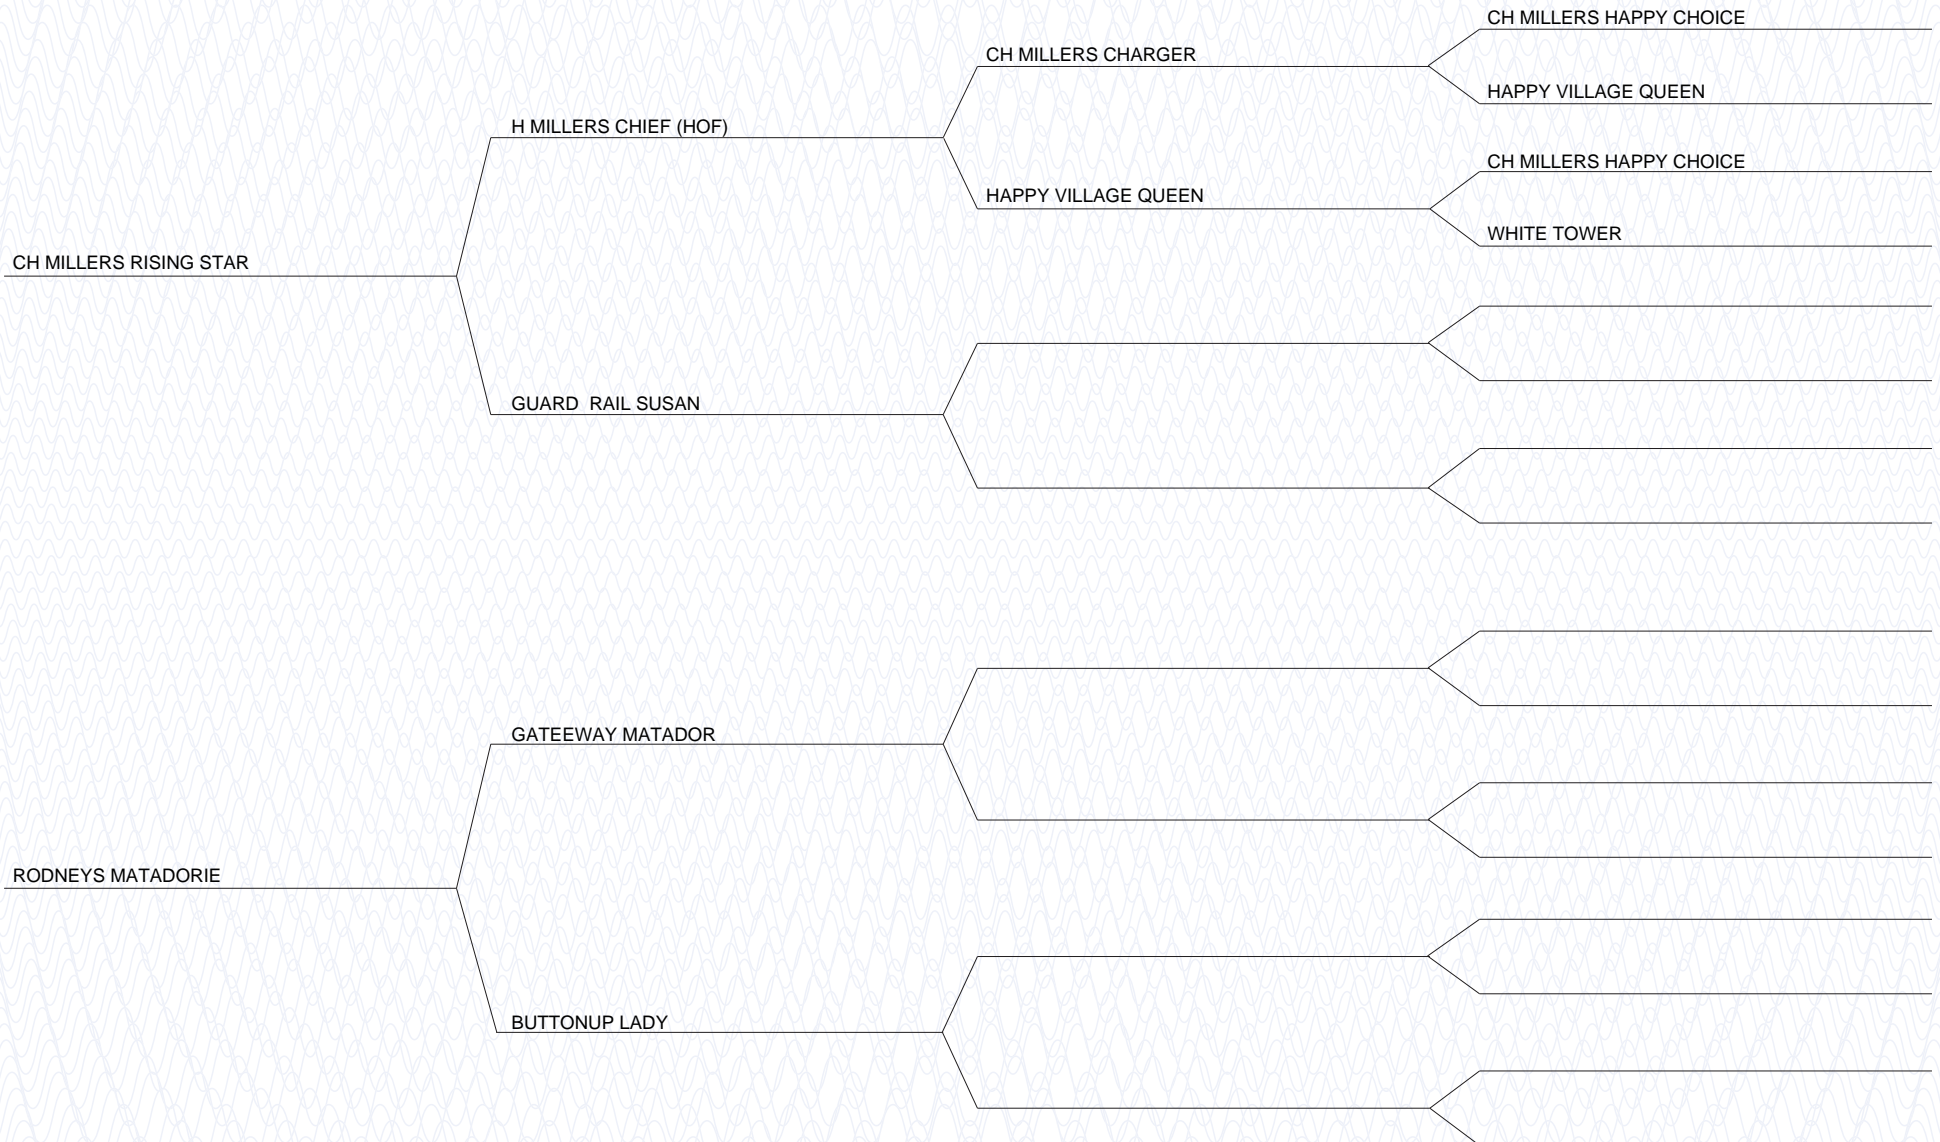 CH MILLERS HAPPY CHOICE
CH MILLERS CHARGER
HAPPY VILLAGE QUEEN
H MILLERS CHIEF (HOF)
CH MILLERS HAPPY CHOICE
HAPPY VILLAGE QUEEN
WHITE TOWER
CH MILLERS RISING STAR
GUARD  RAIL SUSAN
GATEEWAY MATADOR
RODNEYS MATADORIE
BUTTONUP LADY